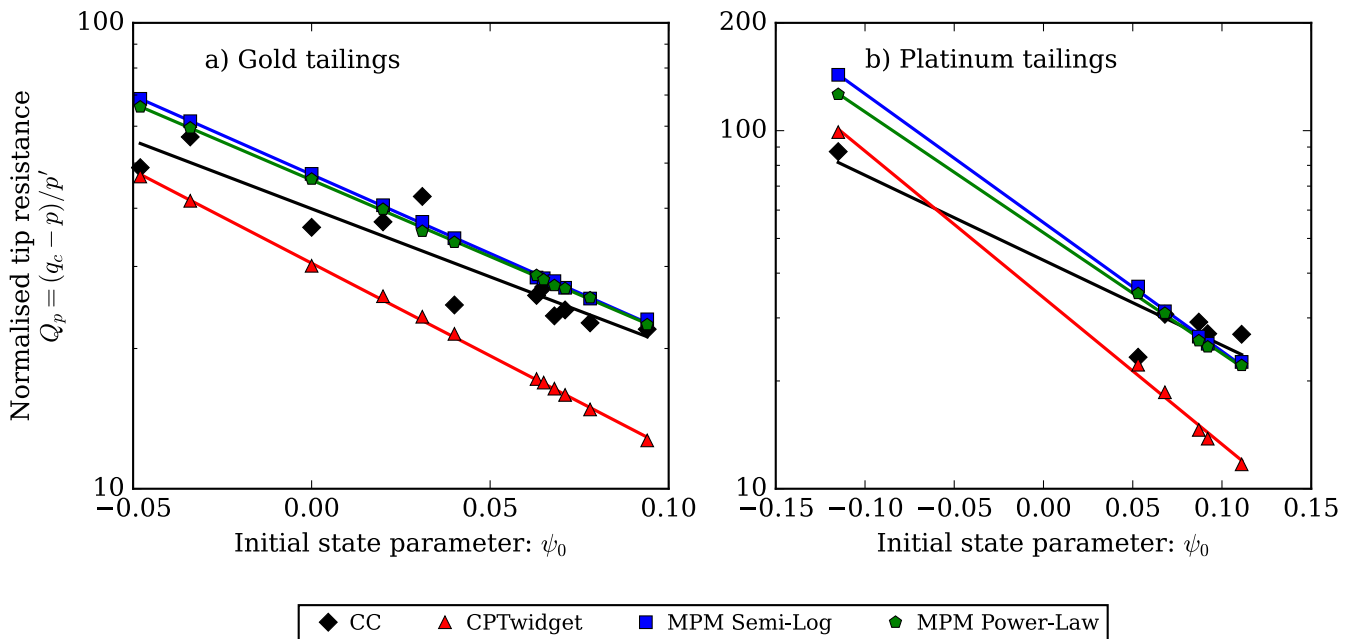 Normalised tip resistance
Q_p = (q_c − p)/p′
100
10
a) Gold tailings
−0.05
0.00
0.05
0.10
Initial state parameter: ψ_0
200
100
10
b) Platinum tailings
−0.15
−0.10
−0.05
0.00
0.05
0.10
0.15
Initial state parameter: ψ_0
CC
CPTwidget
MPM Semi-Log
MPM Power-Law